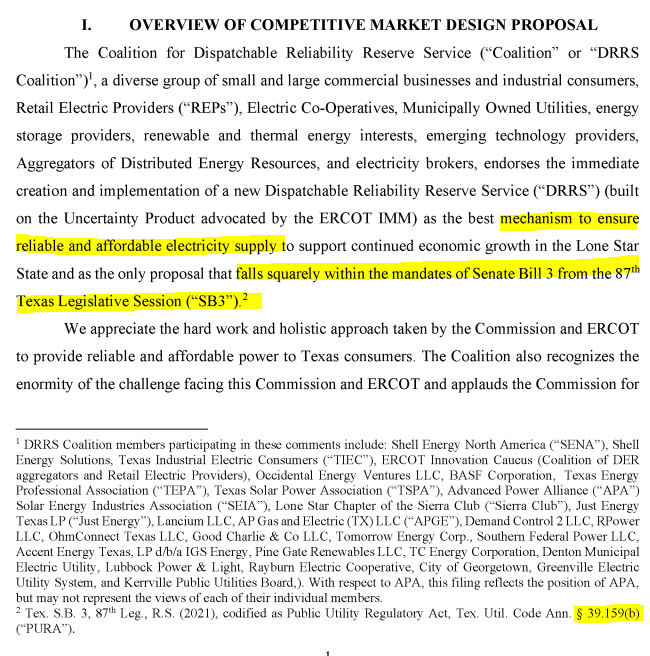 I. OVERVIEW OF COMPETITIVE MARKET DESIGN PROPOSAL
The Coalition for Dispatchable Reliability Reserve Service (“Coalition” or “DRRS
Coalition”)1, a diverse group of small and large commercial businesses and industrial consumers,
Retail Electric Providers (“REPs”), Electric Co-Operatives, Municipally Owned Utilities, energy
storage providers, renewable and thermal energy interests, emerging technology providers,
Aggregators of Distributed Energy Resources, and electricity brokers, endorses the immediate
creation and implementation of a new Dispatchable Reliability Reserve Service (“DRRS”) (built
on the Uncertainty Product advocated by the ERCOT IMM) as the best mechanism to ensure
reliable and affordable electricity supply to support continued economic growth in the Lone Star
State and as the only proposal that falls squarely within the mandates of Senate Bill 3 from the 87th
Texas Legislative Session (“SB3”).2
We appreciate the hard work and holistic approach taken by the Commission and ERCOT
to provide reliable and affordable power to Texas consumers. The Coalition also recognizes the
enormity of the challenge facing this Commission and ERCOT and applauds the Commission for
1 DRRS Coalition members participating in these comments include: Shell Energy North America (“SENA”), Shell
Energy Solutions, Texas Industrial Electric Consumers (“TIEC”), ERCOT Innovation Caucus (Coalition of DER
aggregators and Retail Electric Providers), Occidental Energy Ventures LLC, BASF Corporation, Texas Energy
Professional Association (“TEPA”), Texas Solar Power Association (“TSPA”), Advanced Power Alliance (“APA”)
Solar Energy Industries Association (“SEIA”), Lone Star Chapter of the Sierra Club (“Sierra Club”), Just Energy
Texas LP (“Just Energy”), Lancium LLC, AP Gas and Electric (TX) LLC (“APGE”), Demand Control 2 LLC, RPower
LLC, OhmConnect Texas LLC, Good Charlie & Co LLC, Tomorrow Energy Corp., Southern Federal Power LLC,
Accent Energy Texas, LP d/b/a IGS Energy, Pine Gate Renewables LLC, TC Energy Corporation, Denton Municipal
Electric Utility, Lubbock Power & Light, Rayburn Electric Cooperative, City of Georgetown, Greenville Electric
Utility System, and Kerrville Public Utilities Board,). With respect to APA, this filing reflects the position of APA,
but may not represent the views of each of their individual members.
2 Tex. S.B. 3, 87th Leg., R.S. (2021), codified as Public Utility Regulatory Act, Tex. Util. Code Ann. § 39.159(b)
(“PURA”).
1